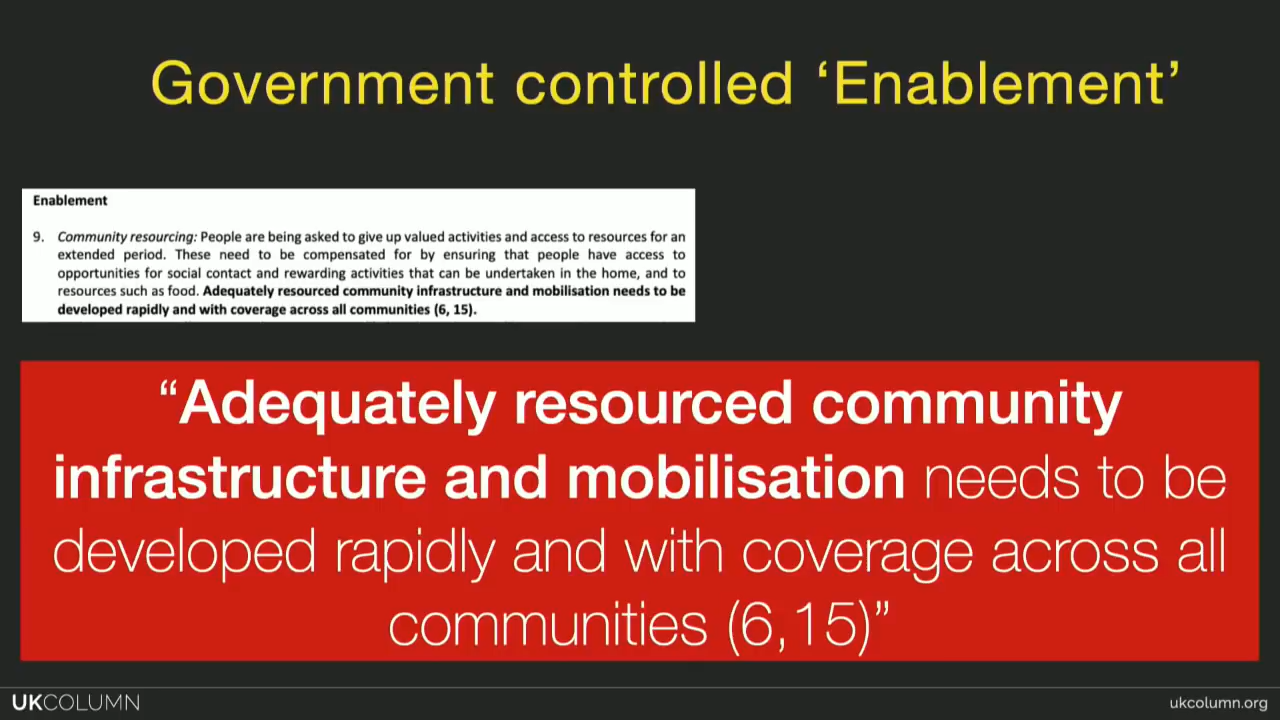 Government controlled ‘Enablement’
Enablement
9. Community resourcing: People are being asked to give up valued activities and access to resources for an
extended period. These need to be compensated for by ensuring that people have access to
opportunities for social contact and rewarding activities that can be undertaken in the home, and to
resources such as food. Adequately resourced community infrastructure and mobilisation needs to be
developed rapidly and with coverage across all communities (6, 15).
“Adequately resourced community
infrastructure and mobilisation needs to be
developed rapidly and with coverage across all
communities (6,15)”
UKCOLUMN
ukcolumn.org